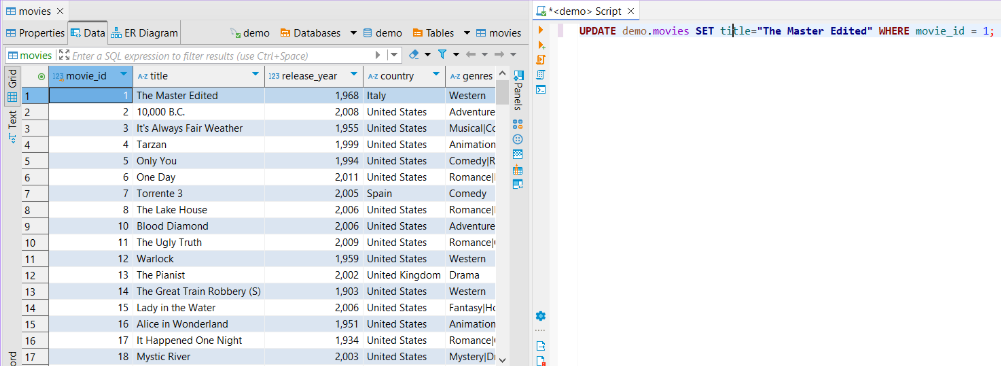 movies
Properties Data ER Diagram demo Databases demo Tables movies
movies Enter a SQL expression to filter results (use Ctrl+Space)
Grid
Text
Panels
123 movie_id A-Z title 123 release_year A-Z country A-Z genres
1 1 The Master Edited 1,968 Italy Western
2 2 10,000 B.C. 2,008 United States Adventure
3 3 It's Always Fair Weather 1,955 United States Musical|Co
4 4 Tarzan 1,999 United States Animation
5 5 Only You 1,994 United States Comedy|R
6 6 One Day 2,011 United States Romance|
7 7 Torrente 3 2,005 Spain Comedy
8 8 The Lake House 2,006 United States Romance|
9 10 Blood Diamond 2,006 United States Adventure
10 11 The Ugly Truth 2,009 United States Romance|
11 12 Warlock 1,959 United States Western
12 13 The Pianist 2,002 United Kingdom Drama
13 14 The Great Train Robbery (S) 1,903 United States Western
14 15 Lady in the Water 2,006 United States Fantasy|Ho
15 16 Alice in Wonderland 1,951 United States Animation
16 17 It Happened One Night 1,934 United States Romance|
17 18 Mystic River 2,003 United States Mystery|D
ord
*<demo> Script
UPDATE demo.movies SET title="The Master Edited" WHERE movie_id = 1;